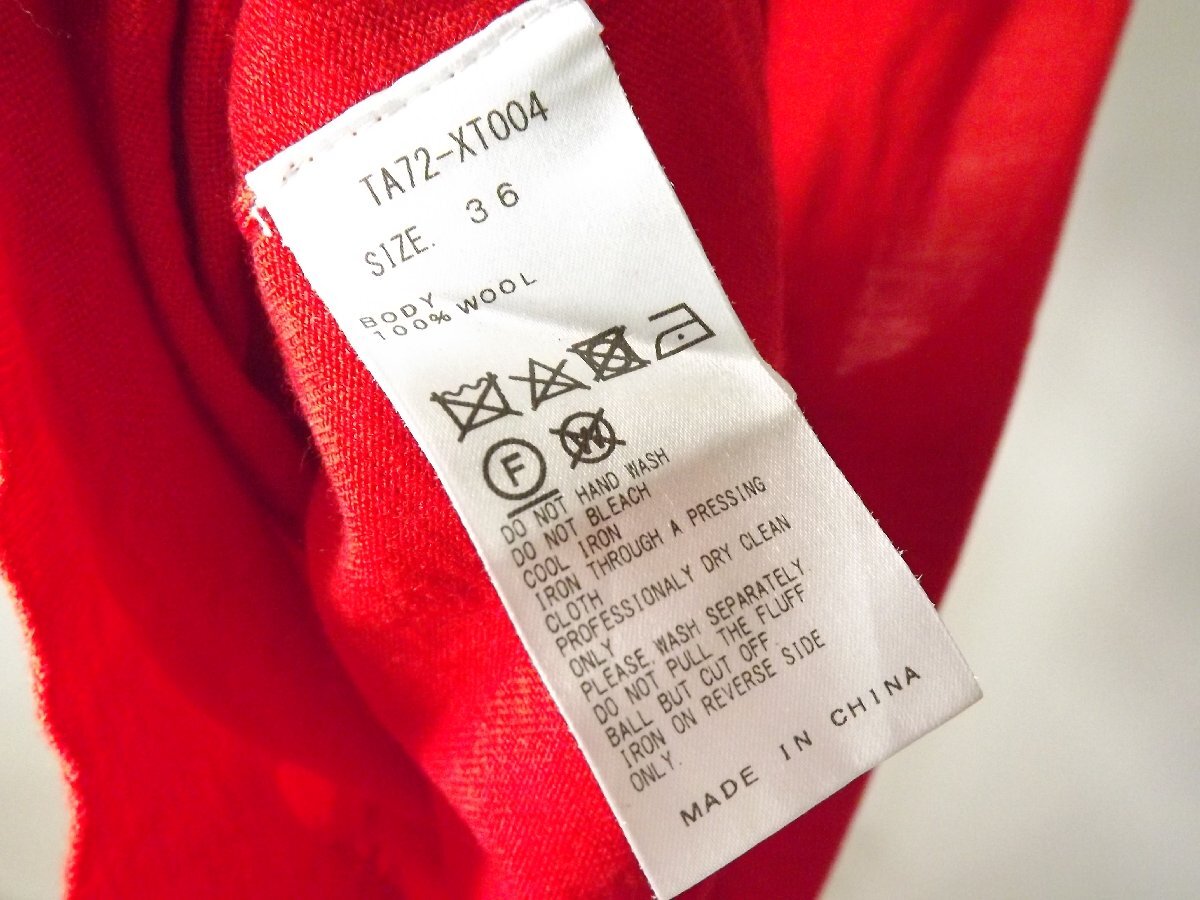 TA72-XT004
SIZE. 36
BODY
100% WOOL
F
W
DO NOT HAND WASH
DO NOT BLEACH
COOL IRON
IRON THROUGH A PRESSING
CLOTH
PROFESSIONALY DRY CLEAN
ONLY
PLEASE WASH SEPARATELY
DO NOT PULL THE FLUFF
BALL BUT CUT OFF.
IRON ON REVERSE SIDE
ONLY.
MADE IN CHINA